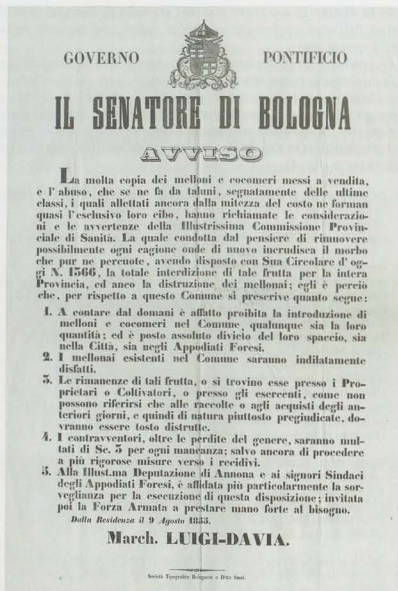 GOVERNO PONTIFICIO
IL SENATORE DI BOLOGNA
AVVISO
La molta copia dei melloni e cocomeri messi a vendita,
e l'abuso, che se ne fa da taluni, segnatamente delle ultime
classi, i quali allettati ancora dalla mitezza del costo ne forman
quasi l'esclusivo loro cibo, hanno richiamate le considerazio-
ni e le avvertenze della Illustrissima Commissione Provin-
ciale di Sanità. La quale condotta dal pensiere di rimuovere
possibilmente ogni cagione onde di nuovo incrudisca il morbo
che pur ne percuote, avendo disposto con Sua Circolare d'og-
gi N. 1566, la totale interdizione di tale frutta per la intera
Provincia, ed anco la distruzione dei mellonai; egli è perciò
che, per rispetto a questo Comune si prescrive quanto segue:
1. A contare dal domani è affatto proibita la introduzione di
melloni e cocomeri nel Comune, qualunque sia la loro
quantità; ed è posto assoluto divieto del loro spaccio, sia
nella Città, sia negli Appodiati Foresi.
2. I mellonai esistenti nel Comune saranno indilatamente
disfatti.
3. Le rimanenze di tali frutta, o si trovino esse presso i Pro-
prietari o Coltivatori, o presso gli esercenti, come non
possono riferirsi che alle raccolte o agli acquisti degli an-
teriori giorni, e quindi di natura piuttosto pregiudicate, do-
vranno essere tosto distrutte.
4. I contravventori, oltre le perdite del genere, saranno mul-
tati di Sc. 5 per ogni mancanza; salvo ancora di procedere
a più rigorose misure verso i recidivi.
5. Alla Illust.ma Deputazione di Annona e ai signori Sindaci
degli Appodiati Foresi, è affidata più particolarmente la sor-
veglianza per la esecuzione di questa disposizione; invitata
poi la Forza Armata a prestare mano forte al bisogno.
Dalla Residenza il 9 Agosto 1855.
March. LUIGI-DAVIA.
Società Tipografica Bolognese e Ditta Sassi.